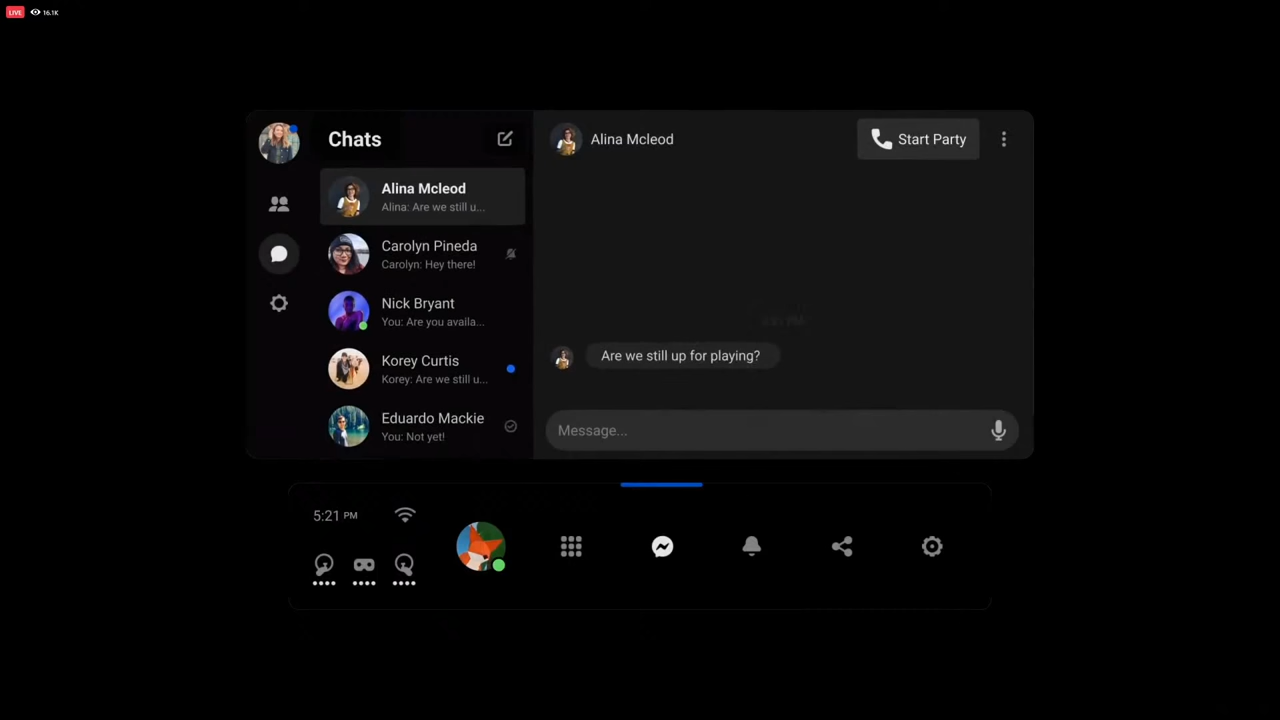 LIVE 16.1K
Chats
Alina Mcleod
Start Party
Alina Mcleod
Alina: Are we still u...
Carolyn Pineda
Carolyn: Hey there!
Nick Bryant
You: Are you availa...
Korey Curtis
Korey: Are we still u...
Eduardo Mackie
You: Not yet!
Are we still up for playing?
Message...
5:21 PM